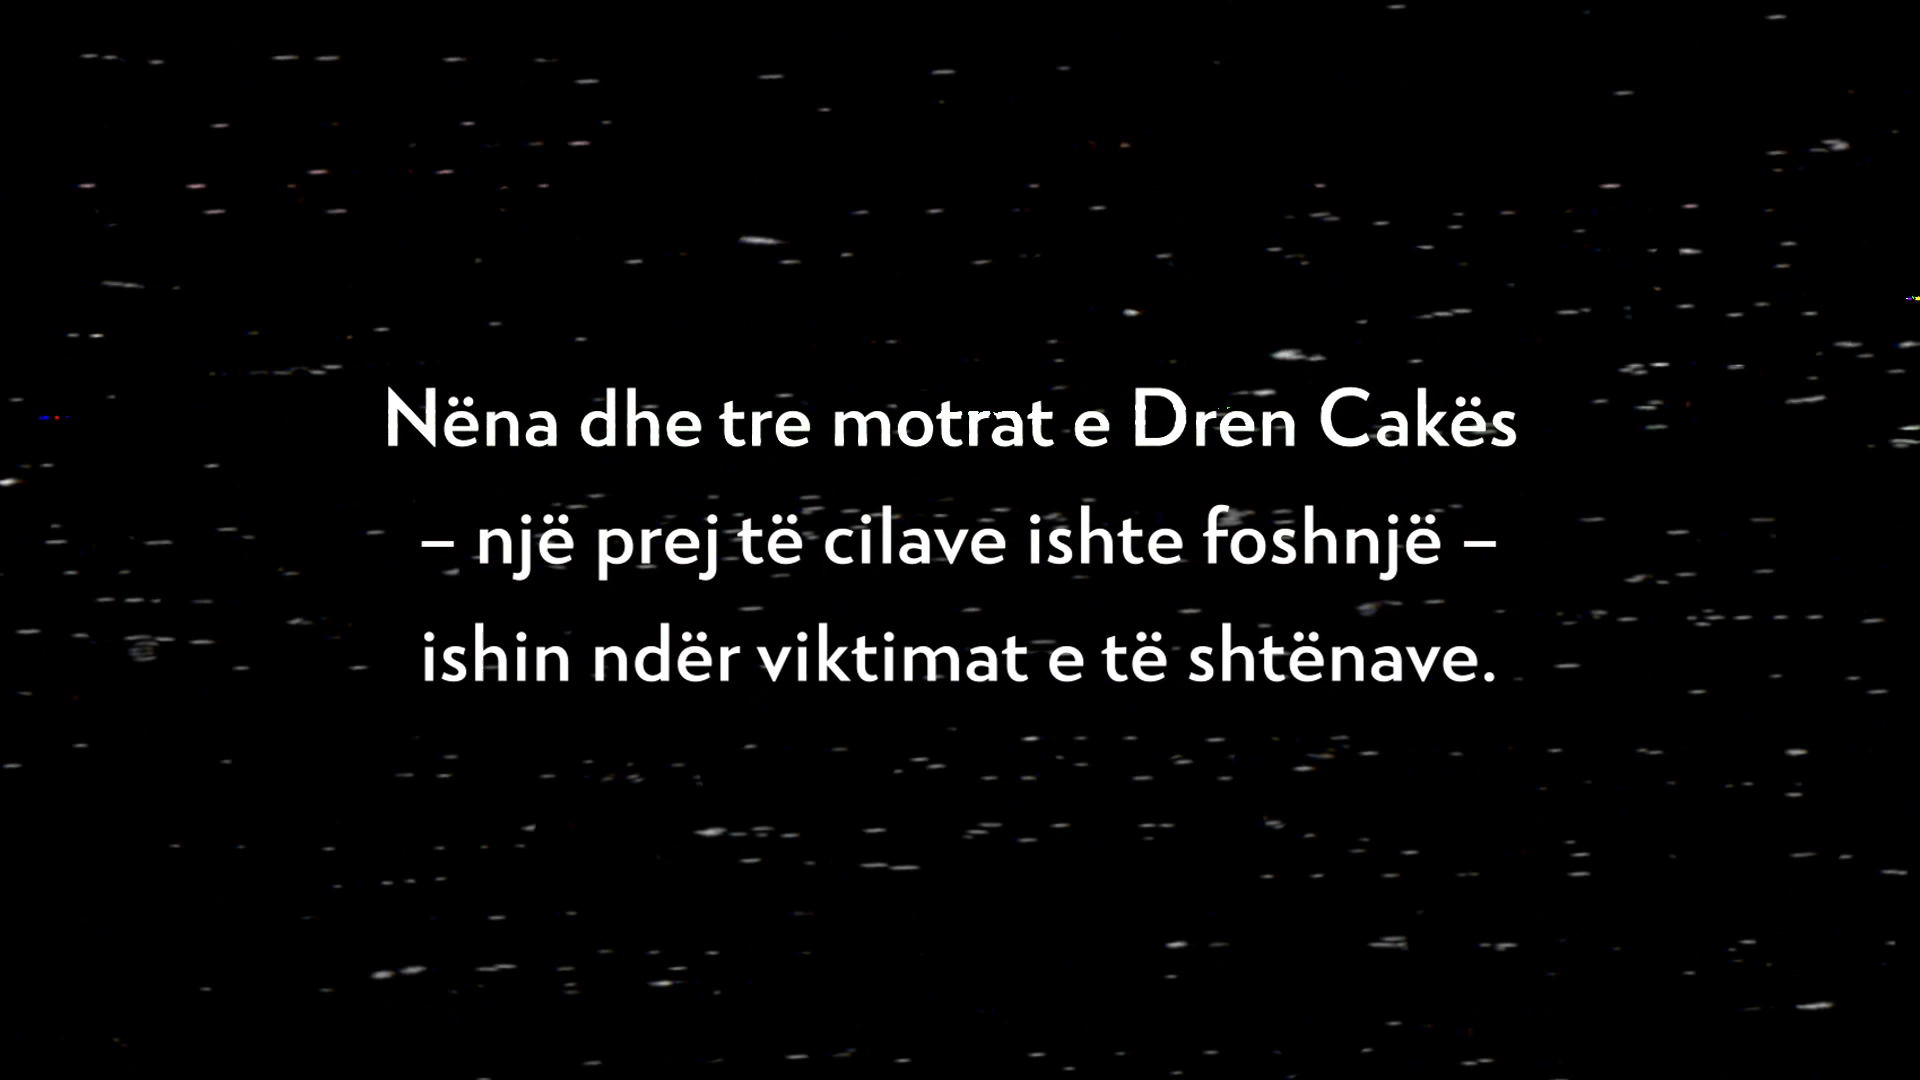 Nëna dhe tre motrat e Dren Cakës
– një prej të cilave ishte foshnjë –
ishin ndër viktimat e të shtënave.